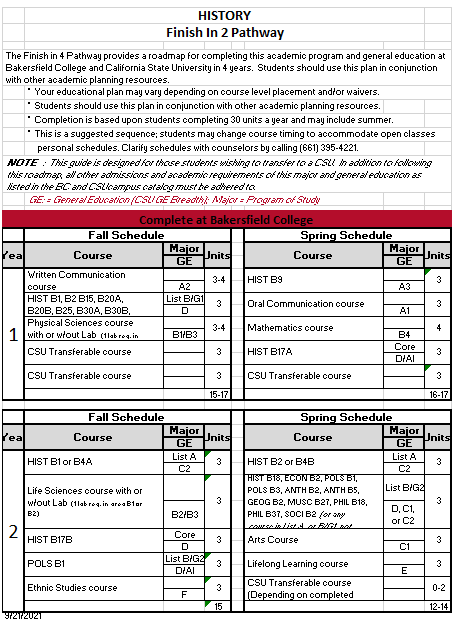 HISTORY
Finish In 2 Pathway
The Finish in 4 Pathway provides a roadmap for completing this academic program and general education at
Bakersfield College and California State University in 4 years. Students should use this plan in conjunction
with other academic planning resources.
* Your educational plan may vary depending on course level placement and/or waivers.
* Students should use this plan in conjunction with other academic planning resources.
* Completion is based upon students completing 30 units a year and may include summer.
* This is a suggested sequence; students may change course timing to accommodate open classes
personal schedules. Clarify schedules with counselors by calling (661) 395-4221.
NOTE : This guide is designed for those students wishing to transfer to a CSU. In addition to following
this roadmap, all other admissions and academic requirements of this major and general education as
listed in the BC and CSU campus catalog must be adhered to.
GE: = General Education (CSU GE Breadth); Major = Program of Study
Complete at Bakersfield College
Fall Schedule Spring Schedule
Yea Course Major GE Units Course Major GE Units
1
Written Communication
course A2 3-4 HIST B9 A3 3
HIST B1, B2 B15, B20A, List B/G1
B20B, B25, B30A, B30B, D 3 Oral Communication course A1 3
Physical Sciences course
with or w/out Lab (1 lab req. in B1/B3 3-4 Mathematics course B4 4
CSU Transferable course 3 HIST B17A Core D/AI 3
CSU Transferable course 3 CSU Transferable course 3
15-17 16-17
Fall Schedule Spring Schedule
Yea Course Major GE Units Course Major GE Units
2
HIST B1 or B4A List A C2 3 HIST B2 or B4B List A C2 3
Life Sciences course with or
w/out Lab (1 lab req. in area B1 or
B2) B2/B3 3
HIST B18, ECON B2, POLS B1,
POLS B3, ANTH B2, ANTH B5,
GEOG B2, MUSC B27, PHIL B18,
PHIL B37, SOCI B2 (or any
course in List A or B/G1 not
List B/G2
D, C1,
or C2 3
HIST B17B Core D 3 Arts Course C1 3
POLS B1 List B/G2 D/AI 3 Lifelong Learning course E 3
Ethnic Studies course F 3 CSU Transferable course
(Depending on completed 0-2
15 12-14
9/21/2021